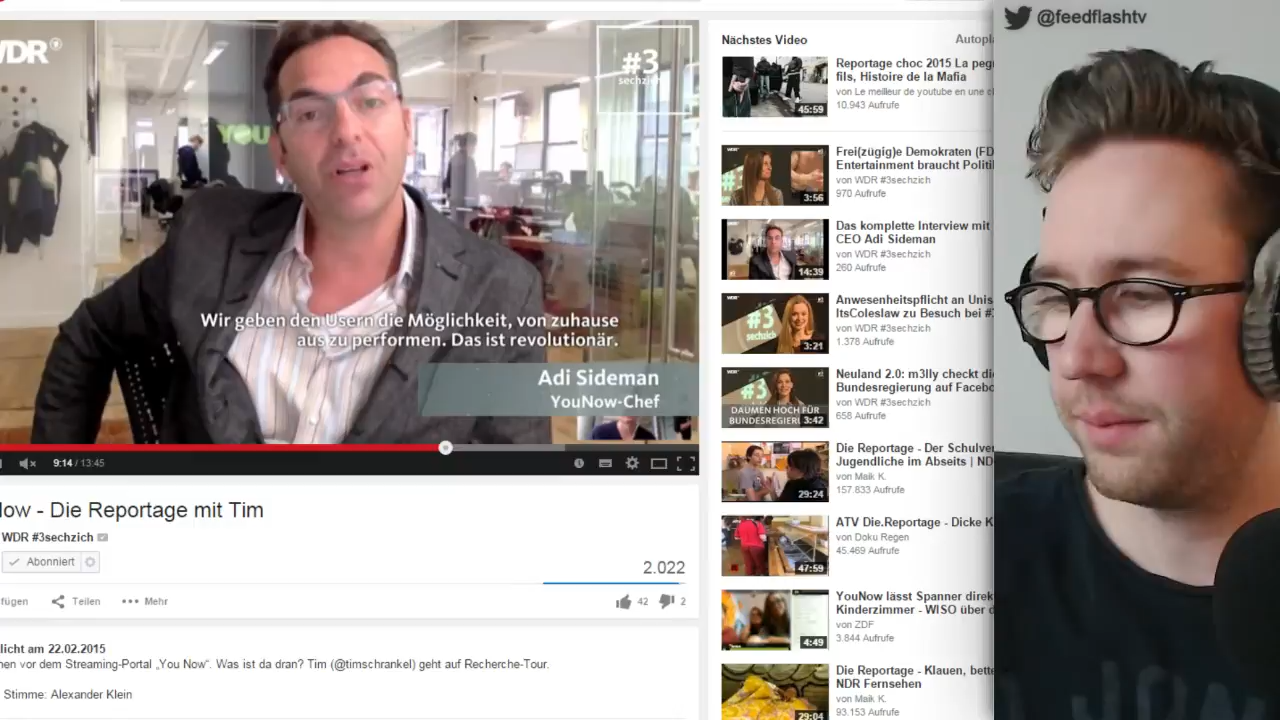 WDR
#3
sechzich
YOU
Wir geben den Usern die Möglichkeit, von zuhause
aus zu performen. Das ist revolutionär.
Adi Sideman
YouNow-Chef
9:14 / 13:45
low - Die Reportage mit Tim
WDR #3sechzich
Abonniert
2.022
fügen
Teilen
Mehr
42
2
licht am 22.02.2015
nen vor dem Streaming-Portal „You Now“. Was ist da dran? Tim (@timschrankel) geht auf Recherche-Tour.
Stimme: Alexander Klein
Nächstes Video
Autopla
Reportage choc 2015 La peg
fils, Histoire de la Mafia
von Le meilleur de youtube en une cl
10.943 Aufrufe
45:59
Frei(zügig)e Demokraten (FD
Entertainment braucht Politi
von WDR #3sechzich
970 Aufrufe
3:56
Das komplette Interview mit
CEO Adi Sideman
von WDR #3sechzich
260 Aufrufe
14:39
Anwesenheitspflicht an Unis
ItsColeslaw zu Besuch bei #
von WDR #3sechzich
1.378 Aufrufe
#3
sechzich
3:21
Neuland 2.0: m3lly checkt die
Bundesregierung auf Facebo
von WDR #3sechzich
658 Aufrufe
#3
DAUMEN HOCH FÜR
BUNDESREGIER
3:42
Die Reportage - Der Schulver
Jugendliche im Abseits | ND
von Maik K.
157.833 Aufrufe
29:24
ATV Die.Reportage - Dicke K
von Doku Regen
45.469 Aufrufe
47:59
YouNow lässt Spanner direk
Kinderzimmer - WISO über d
von ZDF
3.844 Aufrufe
4:49
Die Reportage - Klauen, bette
NDR Fernsehen
von Maik K.
93.153 Aufrufe
29:04
@feedflashtv